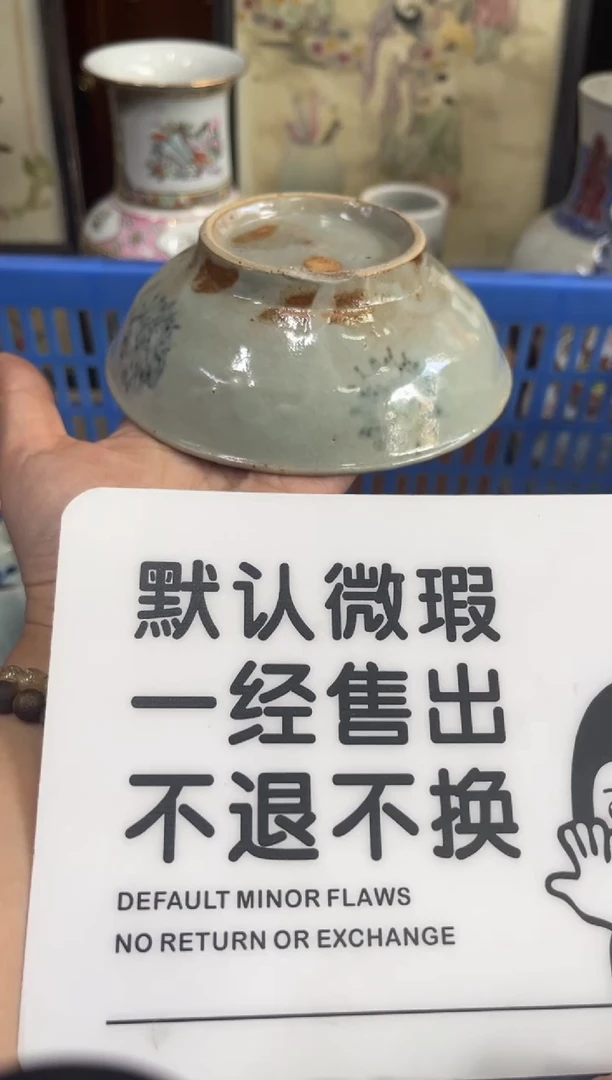 默认微瑕
一经售出
不退不换
DEFAULT MINOR FLAWS
NO RETURN OR EXCHANGE